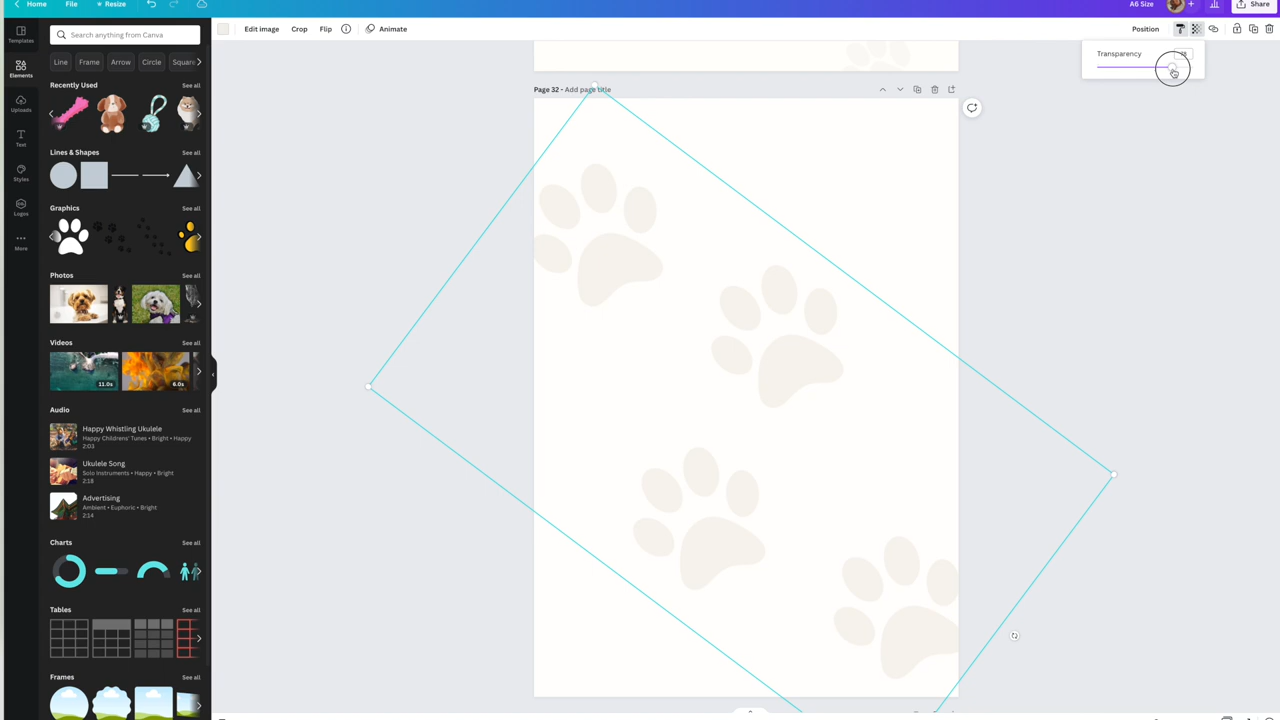 Home File Resize A6 Size Share
Templates
Search anything from Canva
Edit image Crop Flip Animate Position
Line Frame Arrow Circle Square
Transparency
Elements
Recently Used See all
Page 32 - Add page title
Uploads
Text
Lines & Shapes See all
Styles
Logos
Graphics See all
More
Photos See all
Videos See all
11.0s 6.0s
Audio See all
Happy Whistling Ukulele
Happy Childrens' Tunes • Bright • Happy
2:03
Ukulele Song
Solo Instruments • Happy • Bright
2:18
Advertising
Ambient • Euphoric • Bright
2:14
Charts See all
Tables See all
Frames See all